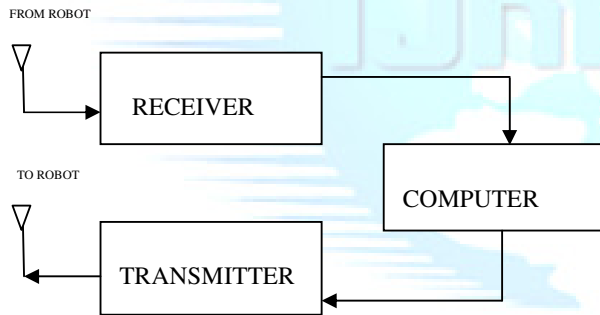 FROM ROBOT
RECEIVER
COMPUTER
TO ROBOT
TRANSMITTER